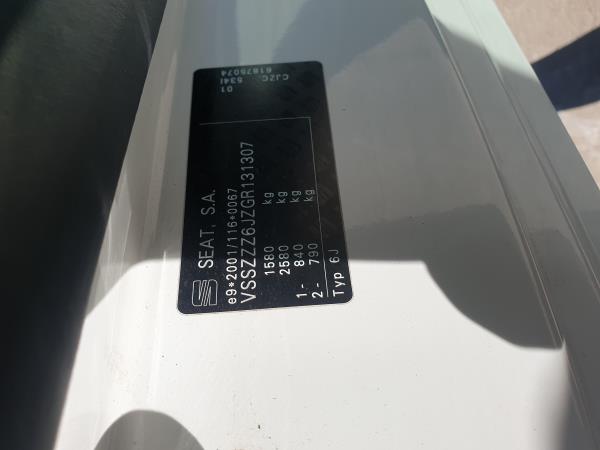 SEAT, S.A.
e9*2001/116*0067
VSSZZZ6JZGR131307
1580 kg
2580 kg
1- 840 kg
2- 790 kg
Typ 6J
01
CJZC 534I
61875074